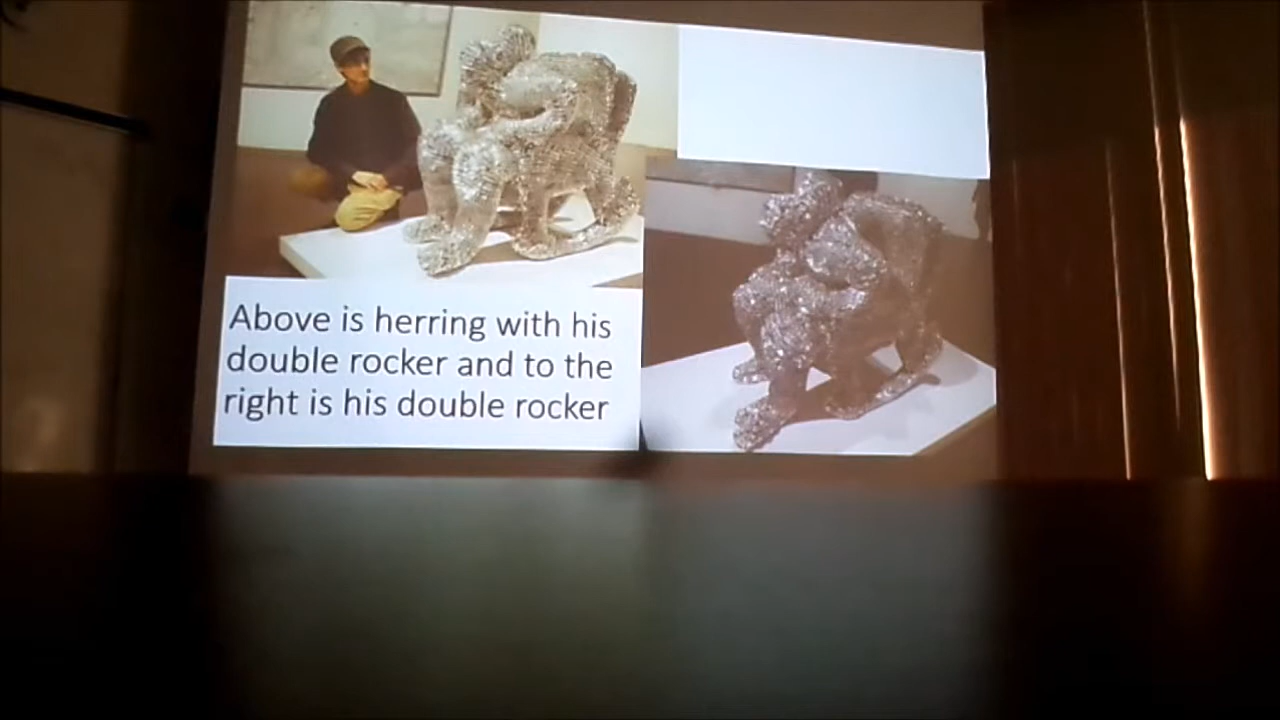 Above is herring with his
double rocker and to the
right is his double rocker